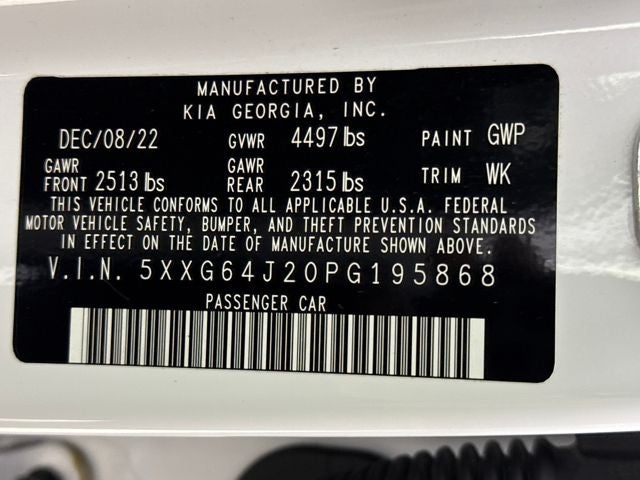 MANUFACTURED BY
KIA GEORGIA, INC.
DEC/08/22 GVWR 4497 lbs PAINT GWP
GAWR FRONT 2513 lbs GAWR REAR 2315 lbs TRIM WK
THIS VEHICLE CONFORMS TO ALL APPLICABLE U.S.A. FEDERAL
MOTOR VEHICLE SAFETY, BUMPER, AND THEFT PREVENTION STANDARDS
IN EFFECT ON THE DATE OF MANUFACTURE SHOWN ABOVE.
V.I.N. 5XXG64J20PG195868
PASSENGER CAR